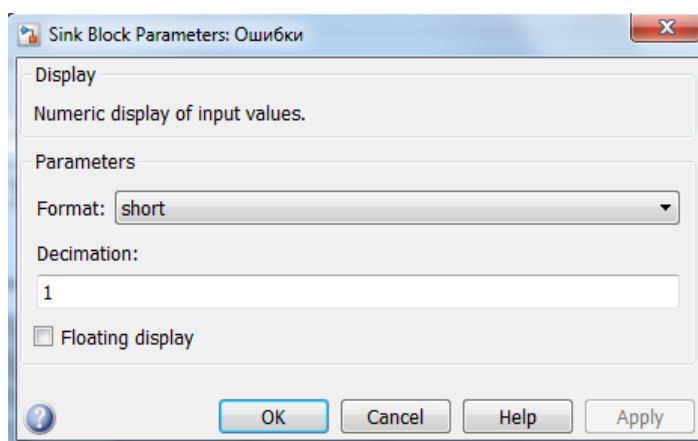 Sink Block Parameters: Ошибки
Display
Numeric display of input values.
Parameters
Format: short
Decimation:
1
Floating display
OK Cancel Help Apply